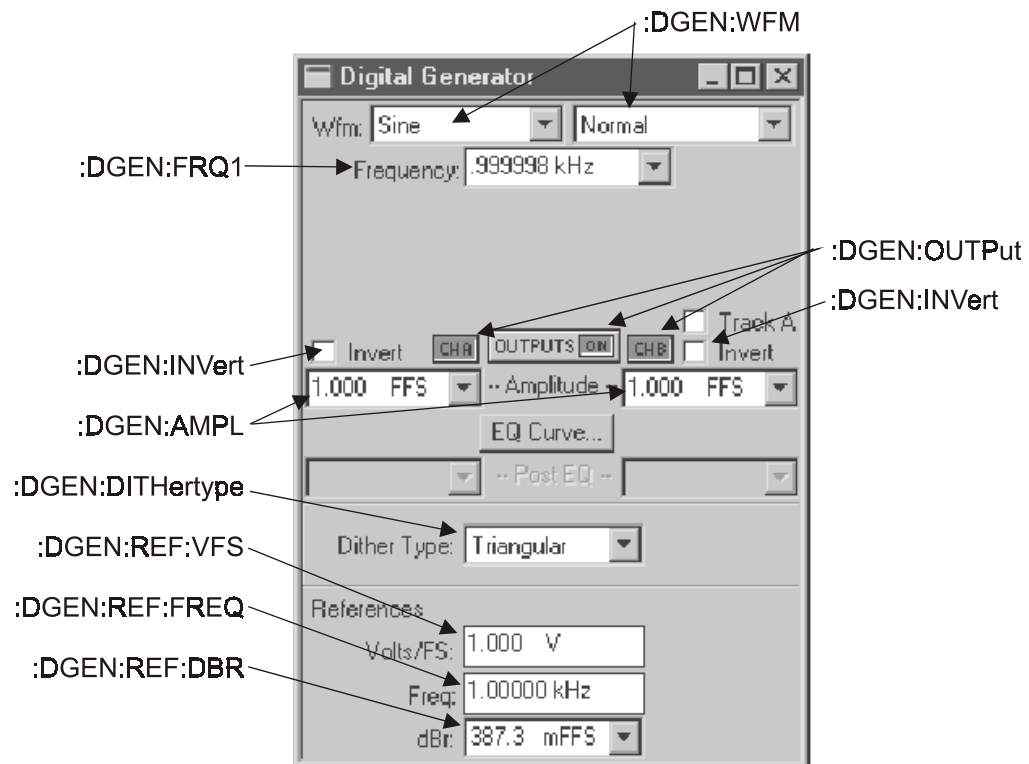 :DGEN:WFM
Digital Generator
Wfm: Sine Normal
:DGEN:FRQ1
Frequency: .999998 kHz
:DGEN:OUTPut
:DGEN:INVert
Track A
:DGEN:INVert
Invert CHA OUTPUTS ON CHB Invert
1.000 FFS -- Amplitude -- 1.000 FFS
:DGEN:AMPL
EQ Curve...
-- Post EQ --
:DGEN:DITHertype
Dither Type: Triangular
:DGEN:REF:VFS
:DGEN:REF:FREQ
:DGEN:REF:DBR
References
Volts/FS: 1.000 V
Freq: 1.00000 kHz
dBr: 387.3 mFFS